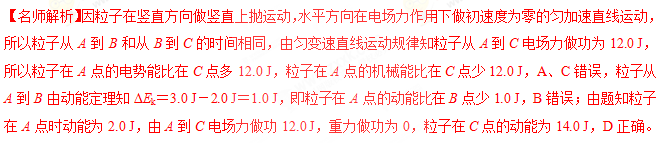 【名师解析】因粒子在竖直方向做竖直上抛运动，水平方向在电场力作用下做初速度为零的匀加速直线运动，
所以粒子从 A 到 B 和从 B 到 C 的时间相同，由匀变速直线运动规律知粒子从 A 到 C 电场力做功为 12.0 J，
所以粒子在 A 点的电势能比在 C 点多 12.0 J，粒子在 A 点的机械能比在 C 点少 12.0 J，A、C 错误，粒子从
A 到 B 由动能定理知 ΔEₖ＝3.0 J－2.0 J＝1.0 J，即粒子在 A 点的动能比在 B 点少 1.0 J，B 错误；由题知粒子
在 A 点时动能为 2.0 J，由 A 到 C 电场力做功 12.0 J，重力做功为 0，粒子在 C 点的动能为 14.0 J，D 正确。